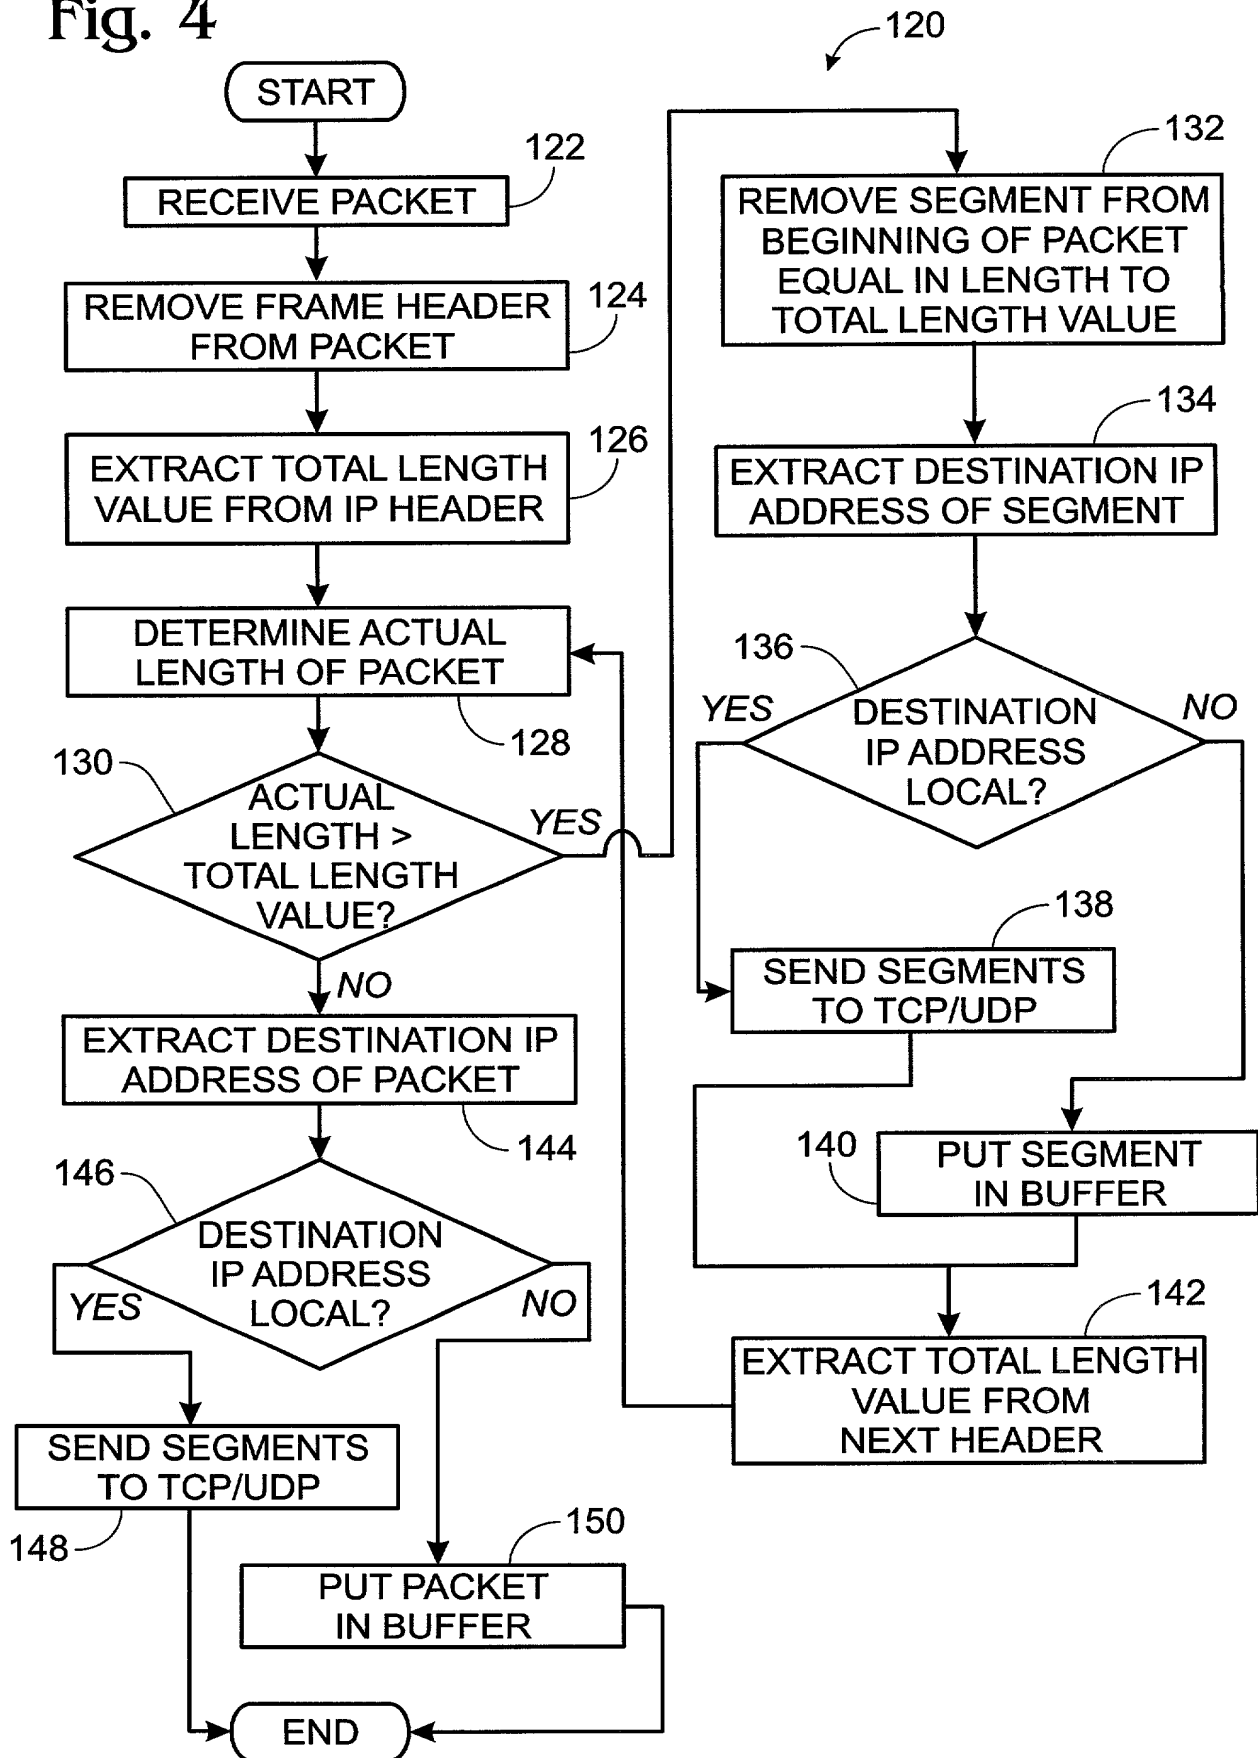 Fig. 4
120
START
122
RECEIVE PACKET
124
REMOVE FRAME HEADER
FROM PACKET
126
EXTRACT TOTAL LENGTH
VALUE FROM IP HEADER
DETERMINE ACTUAL
LENGTH OF PACKET
128
130
ACTUAL
LENGTH >
TOTAL LENGTH
VALUE?
YES
NO
EXTRACT DESTINATION IP
ADDRESS OF PACKET
144
146
DESTINATION
IP ADDRESS
LOCAL?
YES
NO
SEND SEGMENTS
TO TCP/UDP
148
150
PUT PACKET
IN BUFFER
END
132
REMOVE SEGMENT FROM
BEGINNING OF PACKET
EQUAL IN LENGTH TO
TOTAL LENGTH VALUE
134
EXTRACT DESTINATION IP
ADDRESS OF SEGMENT
136
YES
NO
DESTINATION
IP ADDRESS
LOCAL?
138
SEND SEGMENTS
TO TCP/UDP
140
PUT SEGMENT
IN BUFFER
142
EXTRACT TOTAL LENGTH
VALUE FROM
NEXT HEADER